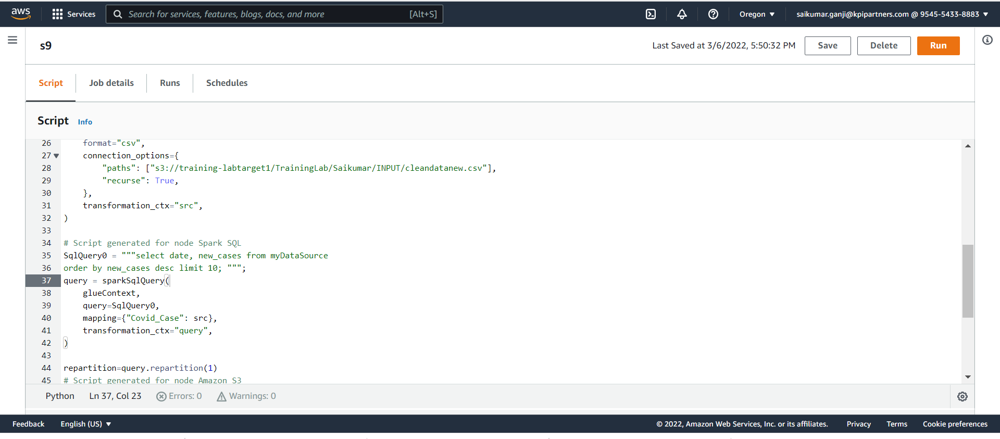 aws Services Search for services, features, blogs, docs, and more [Alt+S] Oregon ▼ saikumar.ganji@kpipartners.com @ 9545-5433-8883 ▼
s9 Last Saved at 3/6/2022, 5:50:32 PM Save Delete Run
Script Job details Runs Schedules
Script Info
26 format="csv",
27 connection_options={
28 "paths": ["s3://training-labtarget1/TrainingLab/Saikumar/INPUT/cleandatanew.csv"],
29 "recurse": True,
30 },
31 transformation_ctx="src",
32 )
33
34 # Script generated for node Spark SQL
35 SqlQuery0 = """select date, new_cases from myDataSource
36 order by new_cases desc limit 10; """;
37 query = sparkSqlQuery(
38 glueContext,
39 query=SqlQuery0,
40 mapping={"Covid_Case": src},
41 transformation_ctx="query",
42 )
43
44 repartition=query.repartition(1)
45 # Script generated for node Amazon S3
Python Ln 37, Col 23 Errors: 0 Warnings: 0
Feedback English (US) ▼ © 2022, Amazon Web Services, Inc. or its affiliates. Privacy Terms Cookie preferences